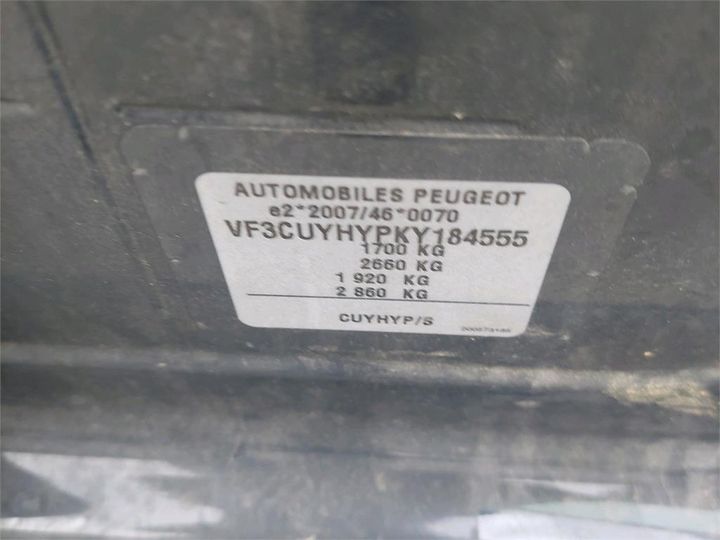 AUTOMOBILES PEUGEOT
e2*2007/46*0070
VF3CUYHYPKY184555
1700 KG
2660 KG
1 920 KG
2 860 KG
CUYHYP/S